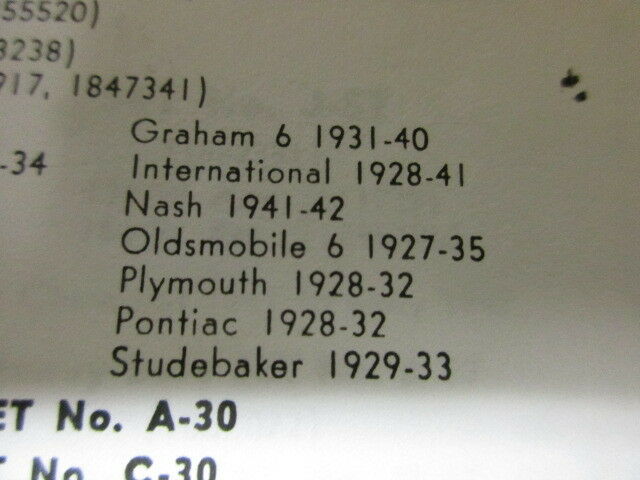 55520)
3238)
917, 1847341)
Graham 6 1931-40
-34 International 1928-41
Nash 1941-42
Oldsmobile 6 1927-35
Plymouth 1928-32
Pontiac 1928-32
Studebaker 1929-33
ET No. A-30
T No. C-30